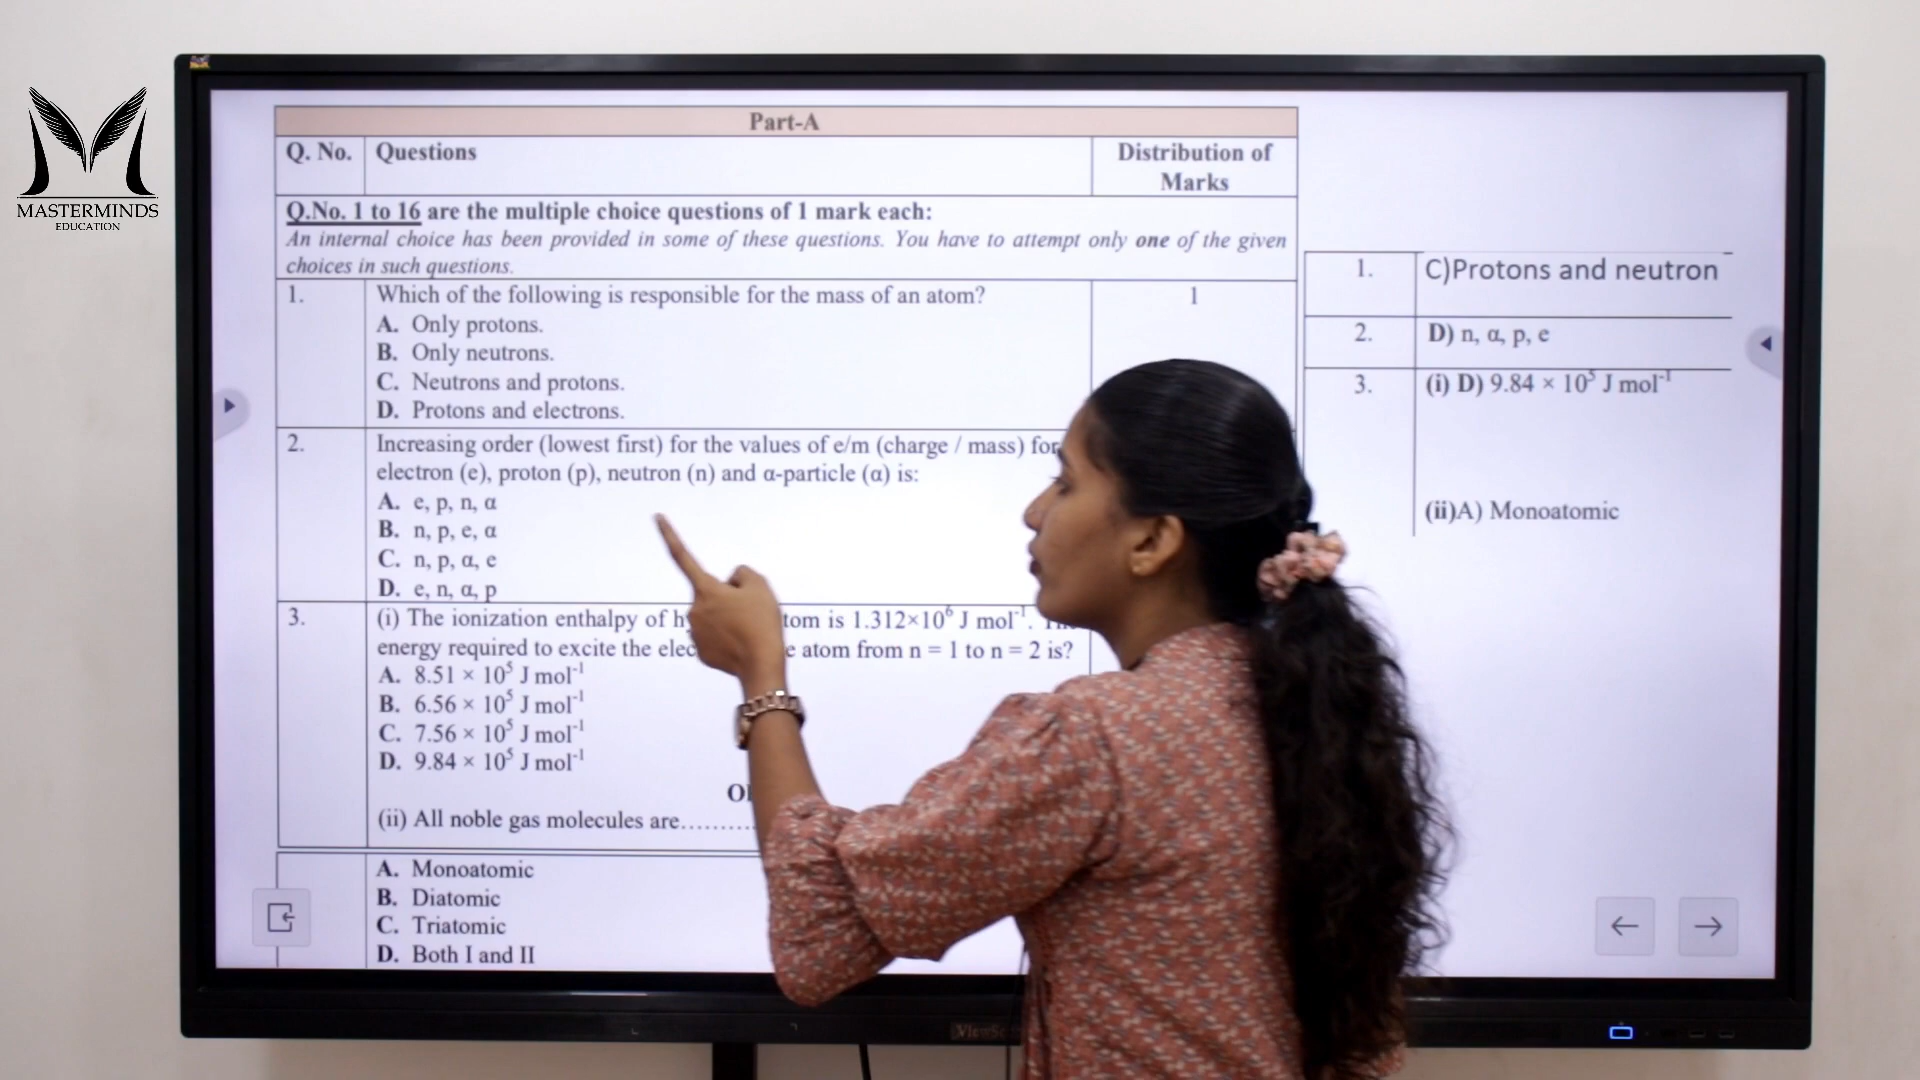 MASTERMINDS
EDUCATION
Part-A
Q. No. Questions Distribution of
Marks
Q.No. 1 to 16 are the multiple choice questions of 1 mark each:
An internal choice has been provided in some of these questions. You have to attempt only one of the given
choices in such questions.
1. Which of the following is responsible for the mass of an atom? 1
A. Only protons.
B. Only neutrons.
C. Neutrons and protons.
D. Protons and electrons.
2. Increasing order (lowest first) for the values of e/m (charge / mass) for
electron (e), proton (p), neutron (n) and α-particle (α) is:
A. e, p, n, α
B. n, p, e, α
C. n, p, α, e
D. e, n, α, p
3. (i) The ionization enthalpy of tom is 1.312×10⁶ J mol⁻¹.
energy required to excite the atom from n = 1 to n = 2 is?
A. 8.51 × 10⁵ J mol⁻¹
B. 6.56 × 10⁵ J mol⁻¹
C. 7.56 × 10⁵ J mol⁻¹
D. 9.84 × 10⁵ J mol⁻¹
(ii) All noble gas molecules are..........
A. Monoatomic
B. Diatomic
C. Triatomic
D. Both I and II
1. C)Protons and neutron
2. D) n, α, p, e
3. (i) D) 9.84 × 10⁵ J mol⁻¹
(ii)A) Monoatomic